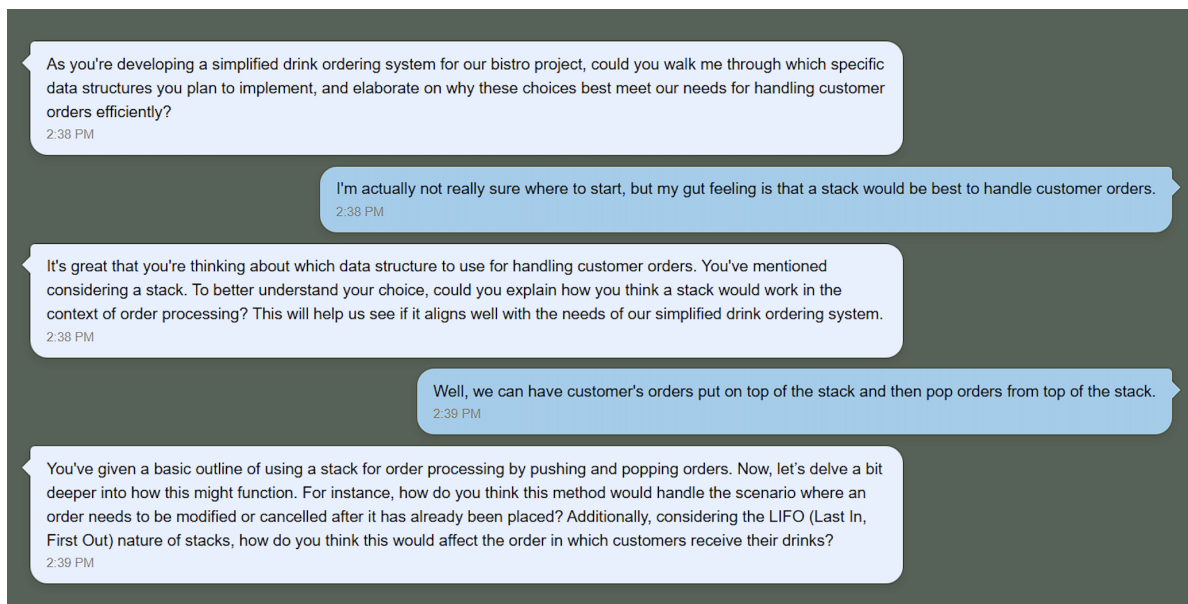 As you're developing a simplified drink ordering system for our bistro project, could you walk me through which specific
data structures you plan to implement, and elaborate on why these choices best meet our needs for handling customer
orders efficiently?
2:38 PM
I'm actually not really sure where to start, but my gut feeling is that a stack would be best to handle customer orders.
2:38 PM
It's great that you're thinking about which data structure to use for handling customer orders. You've mentioned
considering a stack. To better understand your choice, could you explain how you think a stack would work in the
context of order processing? This will help us see if it aligns well with the needs of our simplified drink ordering system.
2:38 PM
Well, we can have customer's orders put on top of the stack and then pop orders from top of the stack.
2:39 PM
You've given a basic outline of using a stack for order processing by pushing and popping orders. Now, let’s delve a bit
deeper into how this might function. For instance, how do you think this method would handle the scenario where an
order needs to be modified or cancelled after it has already been placed? Additionally, considering the LIFO (Last In,
First Out) nature of stacks, how do you think this would affect the order in which customers receive their drinks?
2:39 PM